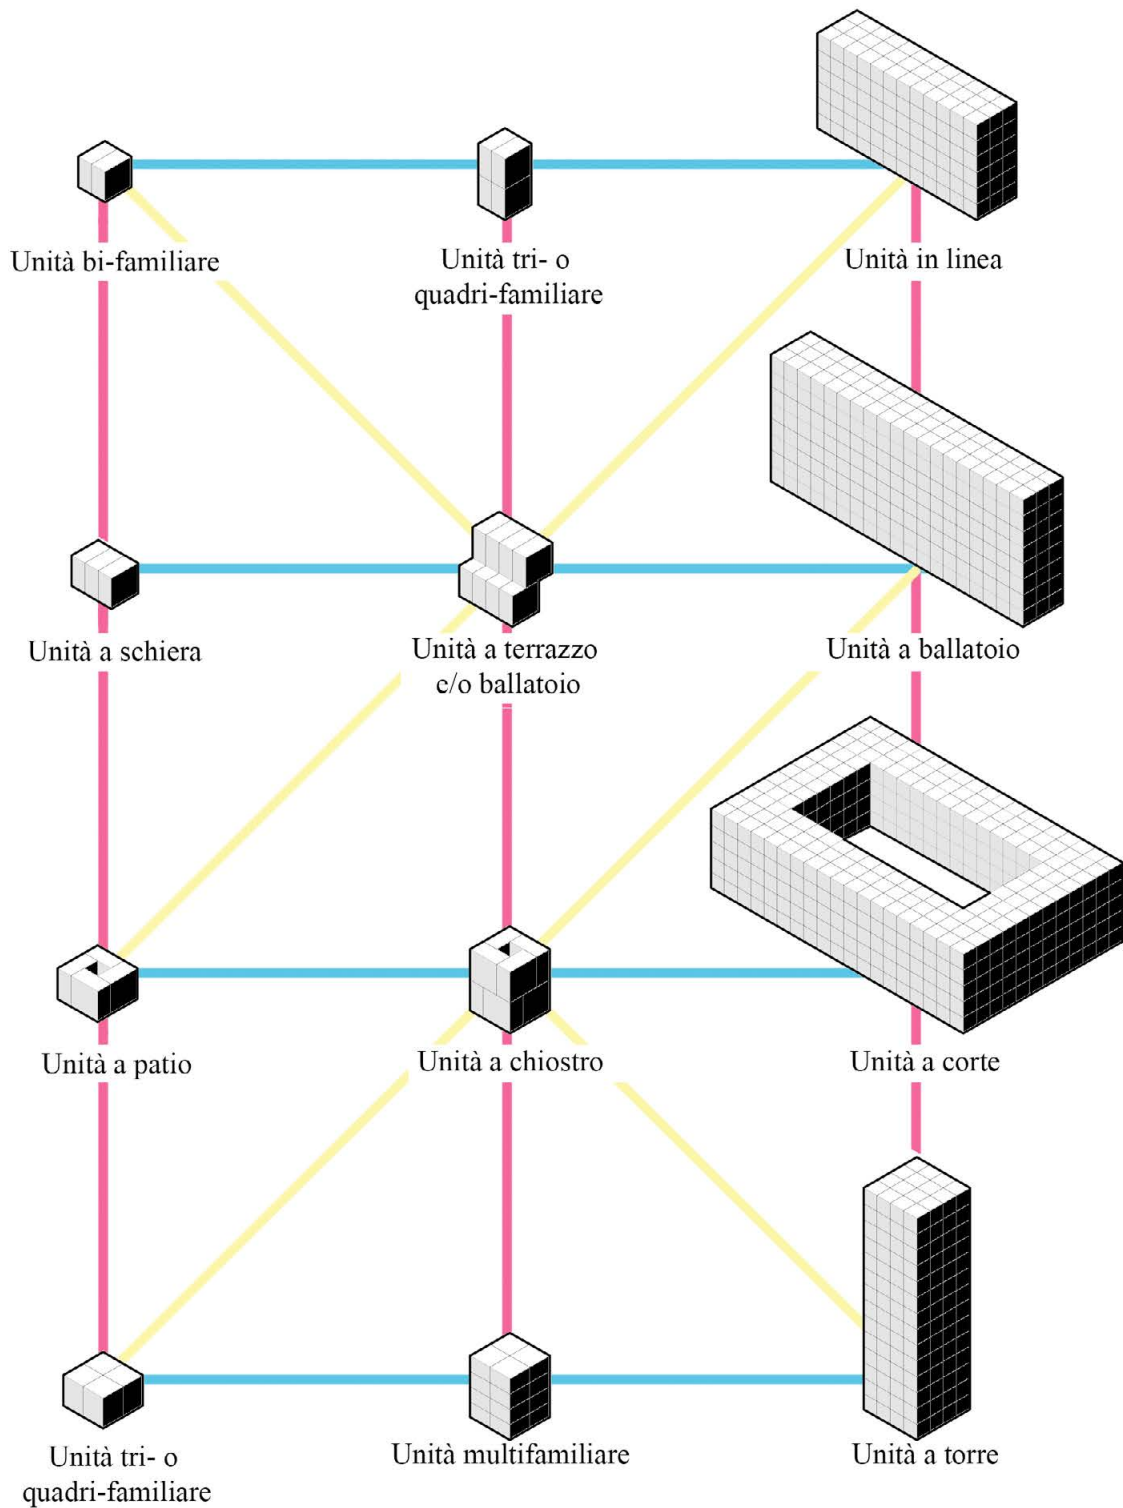 Unità bi-familiare
Unità tri- o
quadri-familiare
Unità in linea
Unità a schiera
Unità a terrazzo
c/o ballatoio
Unità a ballatoio
Unità a patio
Unità a chiostro
Unità a corte
Unità tri- o
quadri-familiare
Unità multifamiliare
Unità a torre